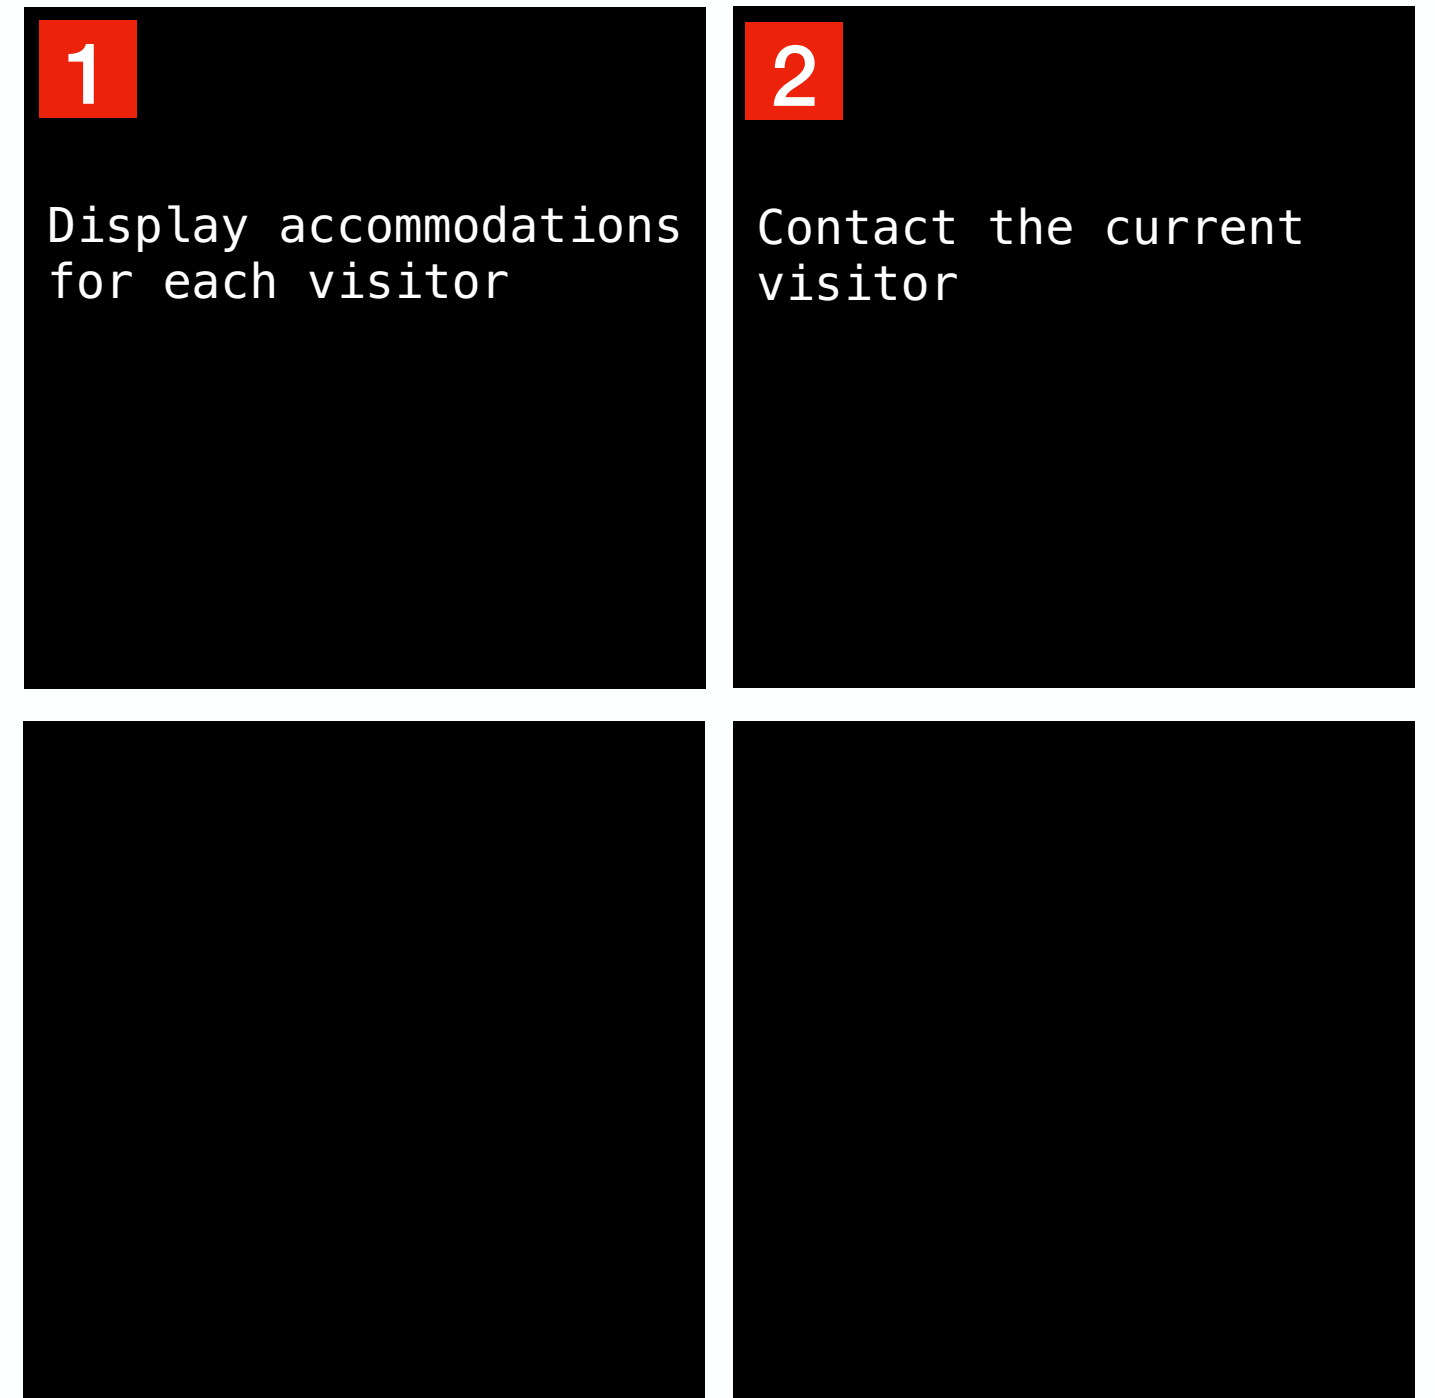 1
Display accommodations
for each visitor
2
Contact the current
visitor